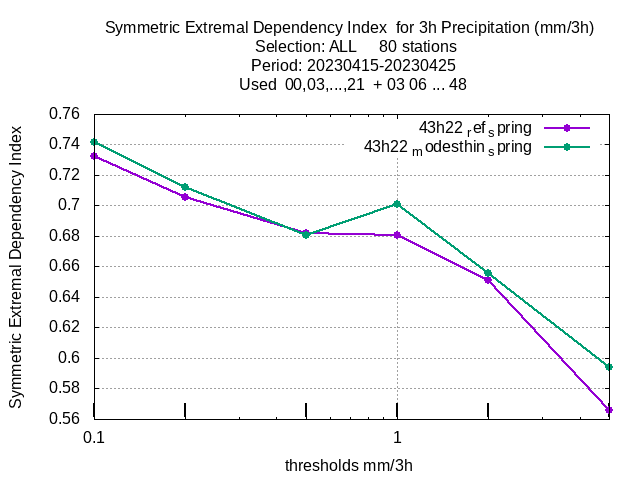 Symmetric Extremal Dependency Index  for 3h Precipitation (mm/3h)
Selection: ALL     80 stations
Period: 20230415-20230425
Used  00,03,...,21  + 03 06 ... 48
Symmetric Extremal Dependency Index
0.76
0.74
0.72
0.7
0.68
0.66
0.64
0.62
0.6
0.58
0.56
43h22 ref spring
43h22 modesthin spring
0.1
1
thresholds mm/3h